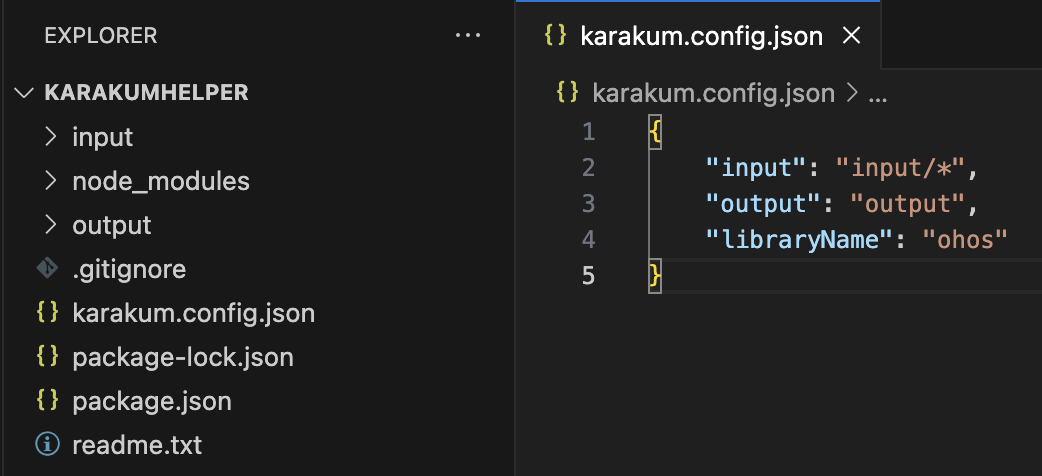 EXPLORER
...
KARAKUMHELPER
input
node_modules
output
.gitignore
{} karakum.config.json
{} package-lock.json
{} package.json
readme.txt
{} karakum.config.json ×
{} karakum.config.json > ...
1 {
2 "input": "input/*",
3 "output": "output",
4 "libraryName": "ohos"
5 }